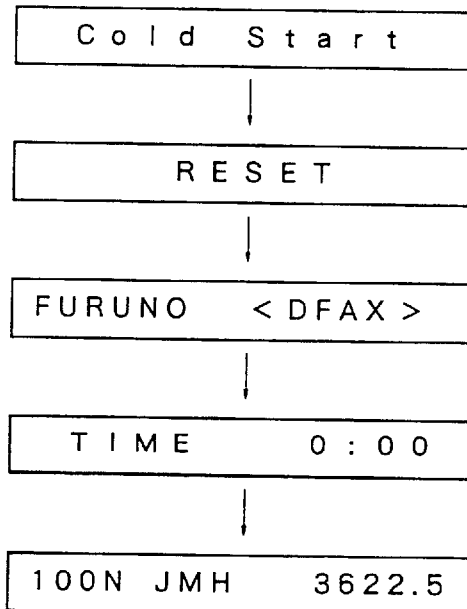 Cold Start
RESET
FURUNO <DFAX>
TIME 0:00
100N JMH 3622.5